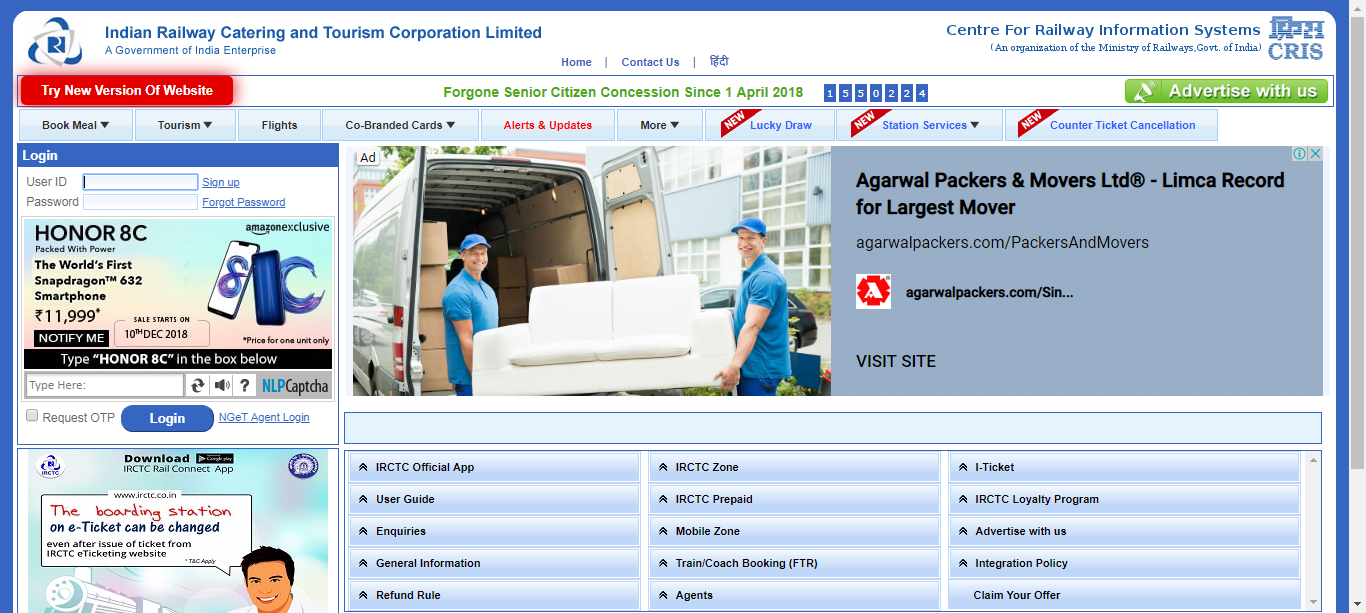 Indian Railway Catering and Tourism Corporation Limited
A Government of India Enterprise
Centre For Railway Information Systems
(An organization of the Ministry of Railways,Govt. of India)
CRIS
Home | Contact Us | हिंदी
Try New Version Of Website
Forgone Senior Citizen Concession Since 1 April 2018 1 5 5 0 2 2 4
Advertise with us
Book Meal Tourism Flights Co-Branded Cards Alerts & Updates More NEW Lucky Draw NEW Station Services NEW Counter Ticket Cancellation
Login
User ID Sign up
Password Forgot Password
HONOR 8C
amazonexclusive
Packed With Power
The World's First
Snapdragon™ 632
Smartphone
₹11,999*
NOTIFY ME
SALE STARTS ON
10THDEC 2018
*Price for one unit only
Type “HONOR 8C” in the box below
Type Here: ? NLPCaptcha
Request OTP Login NGeT Agent Login
Ad
Agarwal Packers & Movers Ltd® - Limca Record
for Largest Mover
agarwalpackers.com/PackersAndMovers
agarwalpackers.com/Sin...
VISIT SITE
IRCTC
Download Google play
IRCTC Rail Connect App
www.irctc.co.in
The boarding station
on e-Ticket can be changed
even after issue of ticket from
IRCTC eTicketing website
* T&C Apply
IRCTC Official App IRCTC Zone I-Ticket
User Guide IRCTC Prepaid IRCTC Loyalty Program
Enquiries Mobile Zone Advertise with us
General Information Train/Coach Booking (FTR) Integration Policy
Refund Rule Agents Claim Your Offer